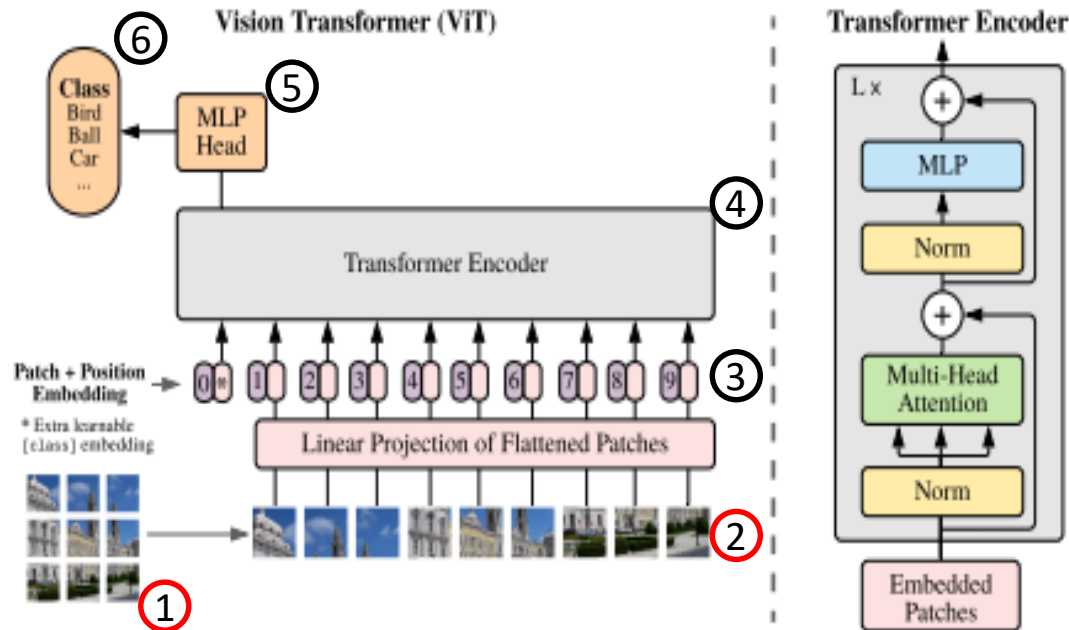 Vision Transformer (ViT)
6
Class
Bird
Ball
Car
...
5
MLP
Head
4
Transformer Encoder
Patch + Position
Embedding
0 * 1 2 3 4 5 6 7 8 9
3
* Extra learnable
[class] embedding
Linear Projection of Flattened Patches
2
1
Transformer Encoder
L ×
+
MLP
Norm
+
Multi-Head
Attention
Norm
Embedded
Patches